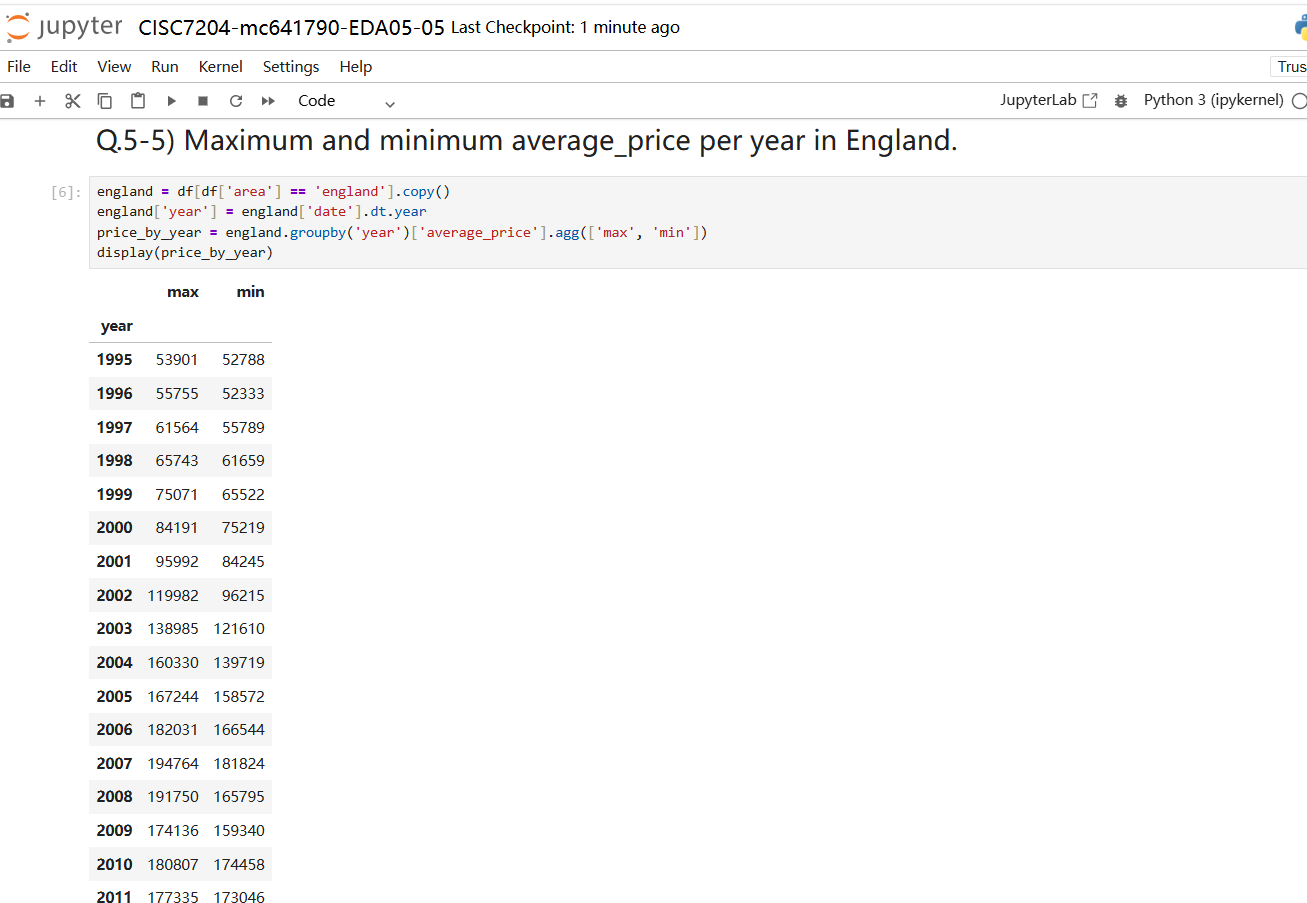 jupyter CISC7204-mc641790-EDA05-05 Last Checkpoint: 1 minute ago
File Edit View Run Kernel Settings Help
Trus
Code JupyterLab Python 3 (ipykernel)
Q.5-5) Maximum and minimum average_price per year in England.
[6]: england = df[df['area'] == 'england'].copy()
england['year'] = england['date'].dt.year
price_by_year = england.groupby('year')['average_price'].agg(['max', 'min'])
display(price_by_year)
max min
year
1995 53901 52788
1996 55755 52333
1997 61564 55789
1998 65743 61659
1999 75071 65522
2000 84191 75219
2001 95992 84245
2002 119982 96215
2003 138985 121610
2004 160330 139719
2005 167244 158572
2006 182031 166544
2007 194764 181824
2008 191750 165795
2009 174136 159340
2010 180807 174458
2011 177335 173046